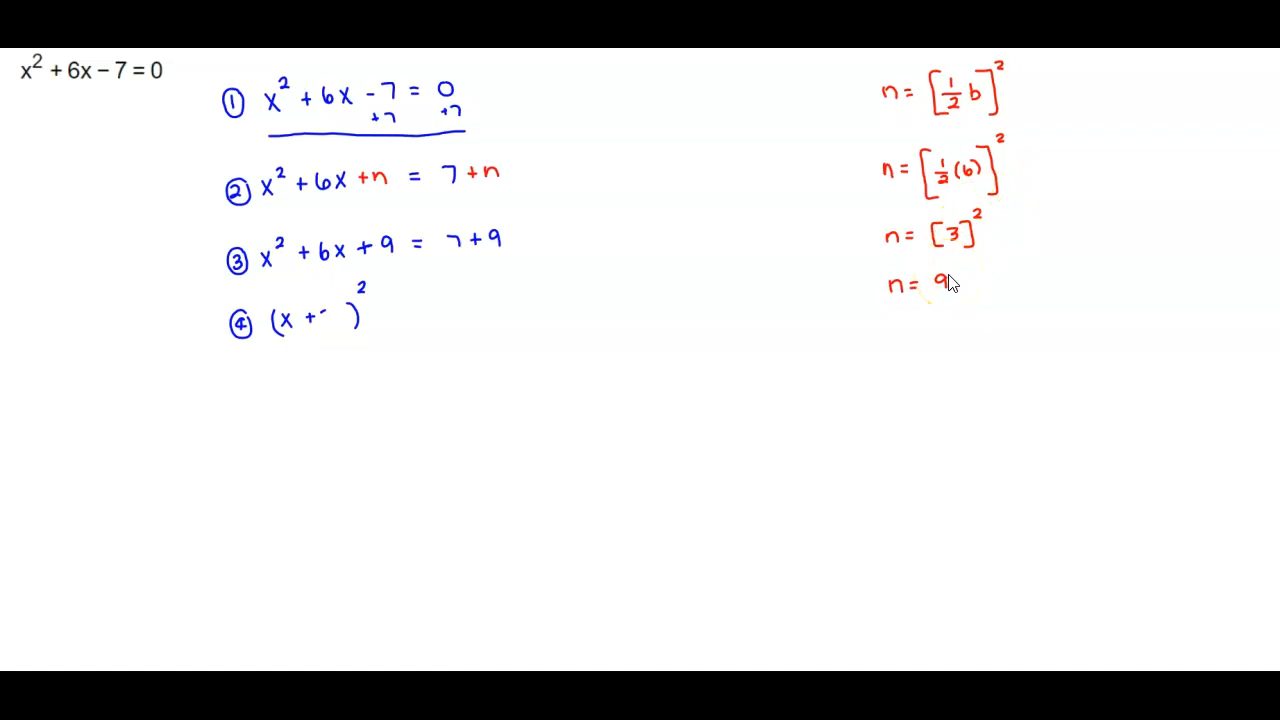 x² + 6x − 7 = 0
① x² + 6x - 7 = 0
+7 +7
② x² + 6x + n = 7 + n
③ x² + 6x + 9 = 7 + 9
④ (x + - )²
n = [½ b]²
n = [½ (6)]²
n = [3]²
n = 9